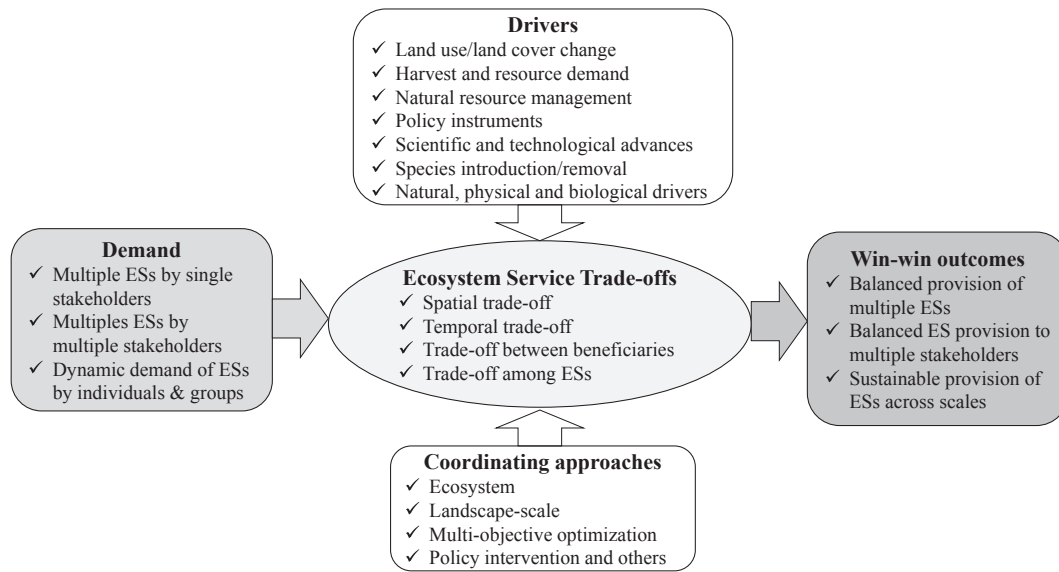 Drivers
✓ Land use/land cover change
✓ Harvest and resource demand
✓ Natural resource management
✓ Policy instruments
✓ Scientific and technological advances
✓ Species introduction/removal
✓ Natural, physical and biological drivers
Demand
✓ Multiple ESs by single
stakeholders
✓ Multiples ESs by
multiple stakeholders
✓ Dynamic demand of ESs
by individuals & groups
Ecosystem Service Trade-offs
✓ Spatial trade-off
✓ Temporal trade-off
✓ Trade-off between beneficiaries
✓ Trade-off among ESs
Win-win outcomes
✓ Balanced provision of
multiple ESs
✓ Balanced ES provision to
multiple stakeholders
✓ Sustainable provision of
ESs across scales
Coordinating approaches
✓ Ecosystem
✓ Landscape-scale
✓ Multi-objective optimization
✓ Policy intervention and others